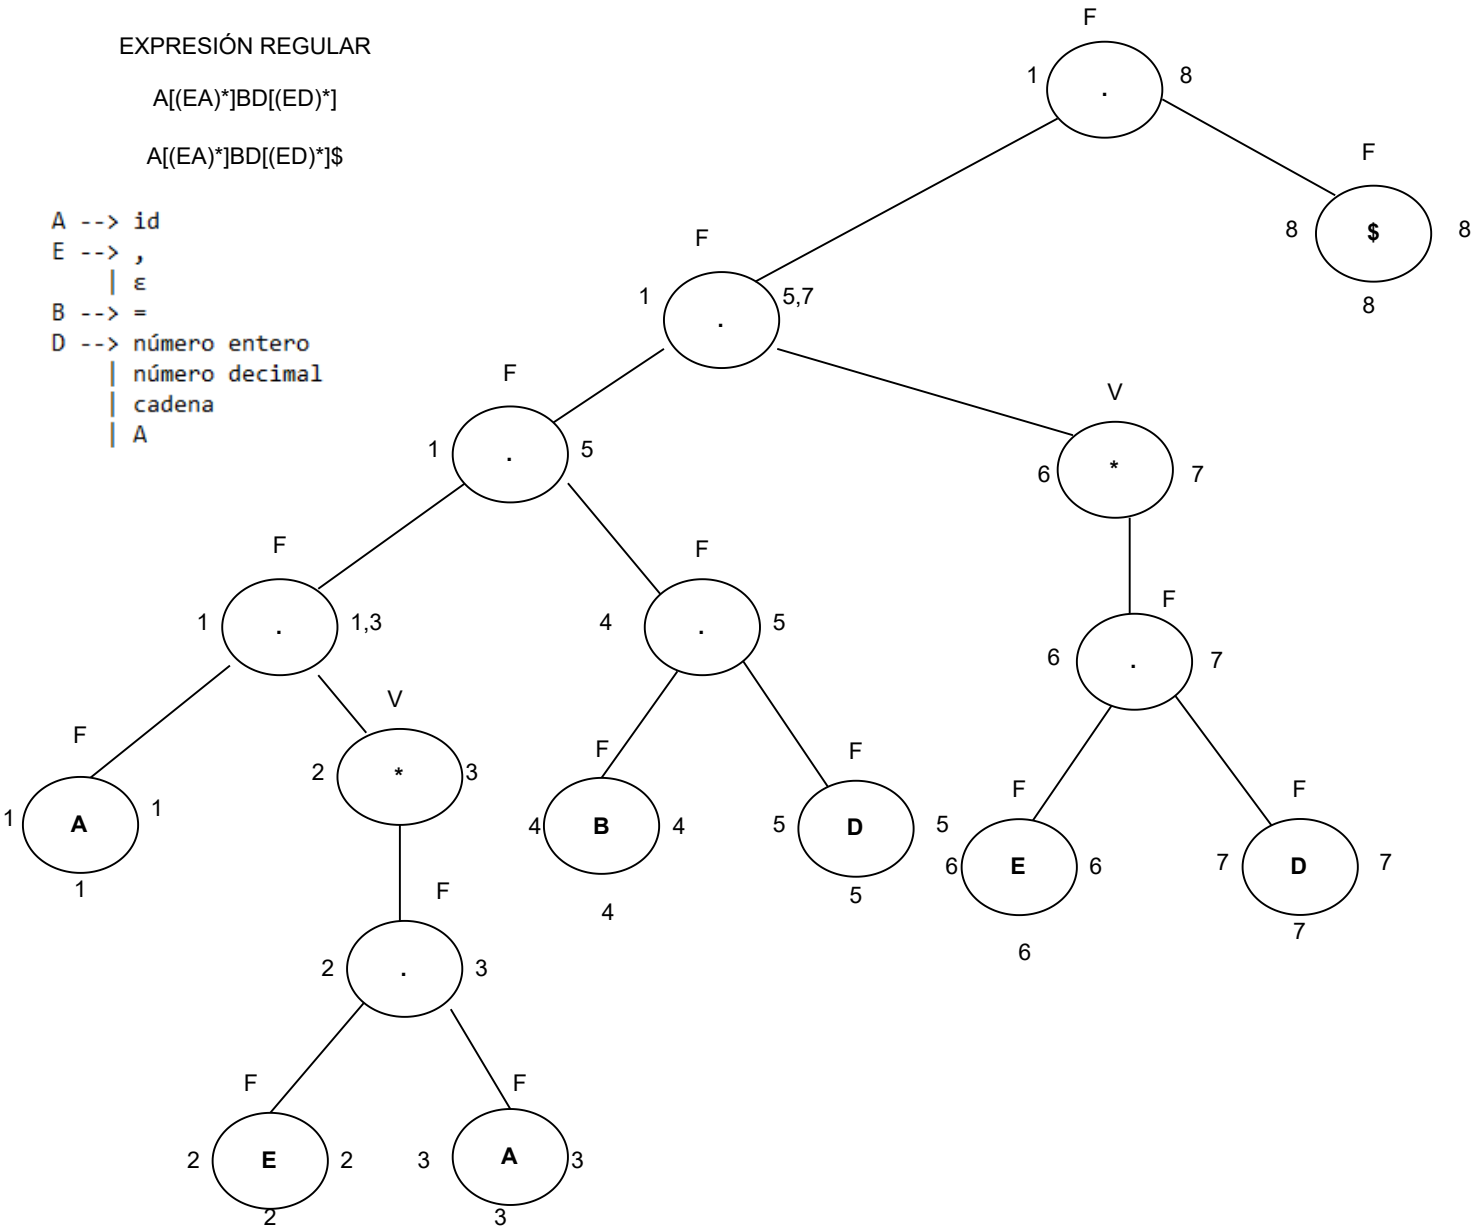 EXPRESIÓN REGULAR
A[(EA)*]BD[(ED)*]
A[(EA)*]BD[(ED)*]$
A --> id
E --> ,
| ε
B --> =
D --> número entero
| número decimal
| cadena
| A
F
1 . 8
F
8 $ 8
8
F
1 . 5,7
F
1 . 5
V
6 * 7
F
1 . 1,3
F
4 . 5
F
6 . 7
F
1 A 1
1
V
2 * 3
F
4 B 4
4
F
5 D 5
5
F
6 E 6
6
F
7 D 7
7
F
2 . 3
F
2 E 2
2
F
3 A 3
3